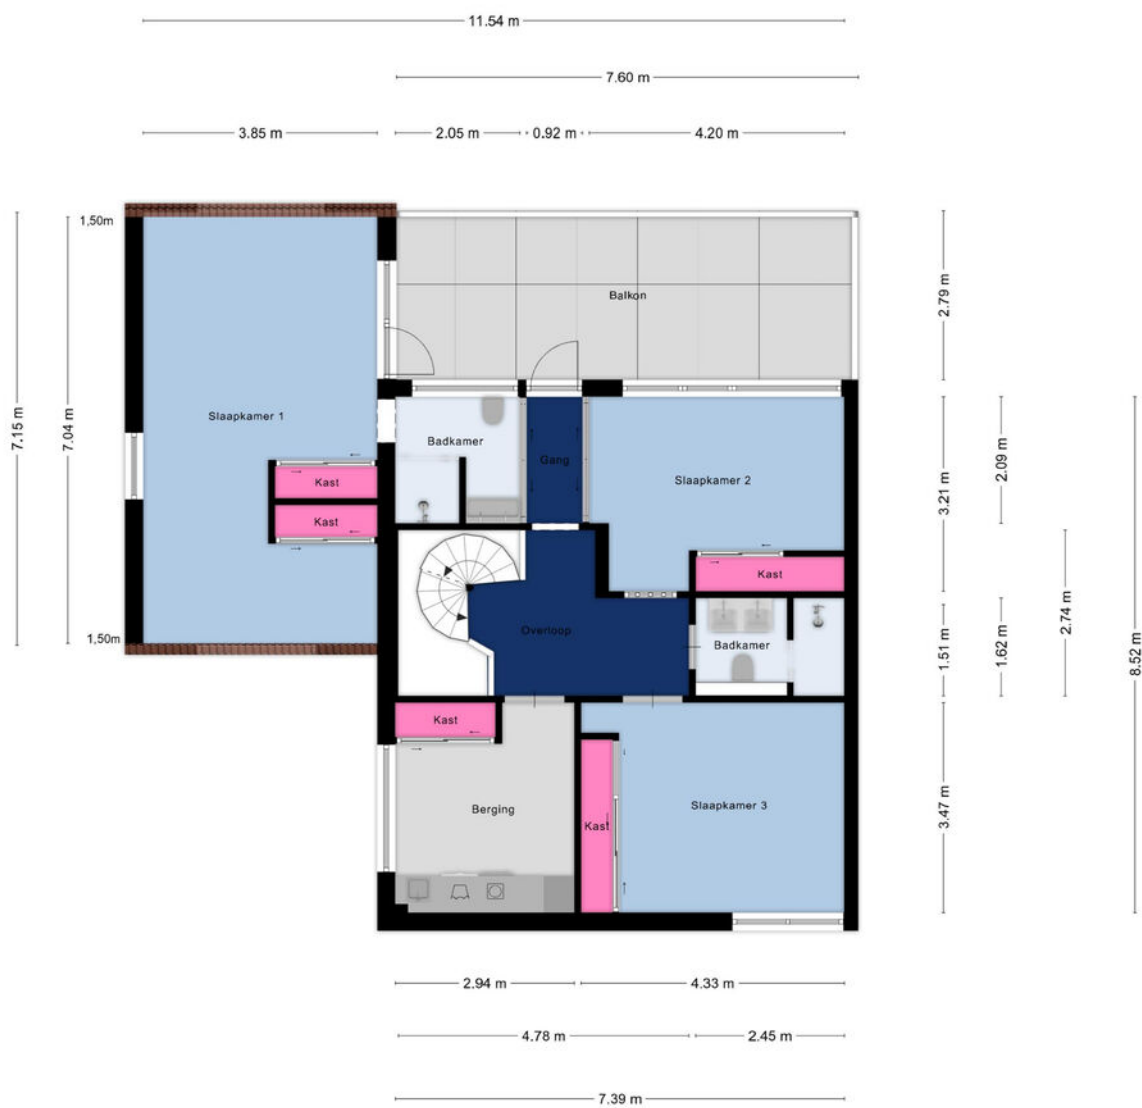 11.54 m
7.60 m
3.85 m
2.05 m
0.92 m
4.20 m
1,50m
7.15 m
7.04 m
2.79 m
Balkon
Slaapkamer 1
Badkamer
Gang
Slaapkamer 2
3.21 m
2.09 m
Kast
Kast
Kast
2.74 m
8.52 m
Overloop
Badkamer
1.51 m
1.62 m
1,50m
Kast
Berging
Kast
Slaapkamer 3
3.47 m
2.94 m
4.33 m
4.78 m
2.45 m
7.39 m